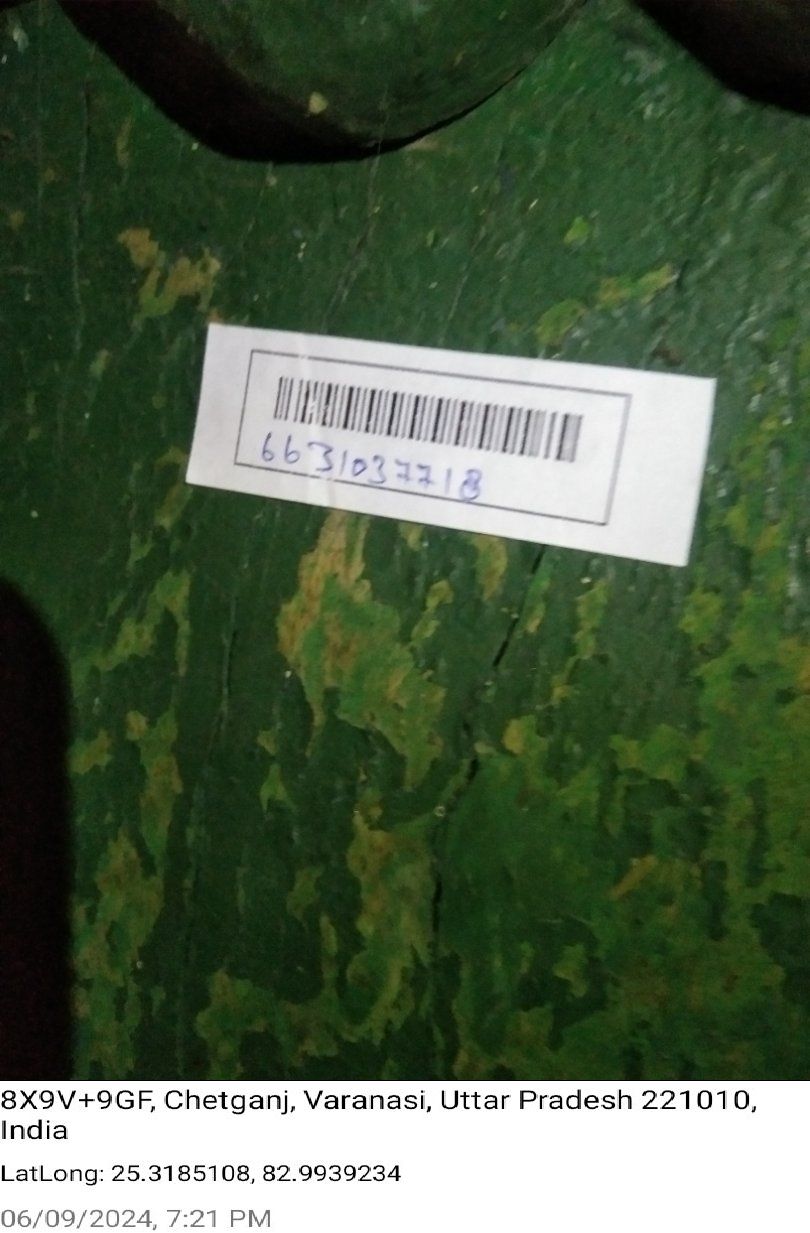 6631037718
8X9V+9GF, Chetganj, Varanasi, Uttar Pradesh 221010,
India
LatLong: 25.3185108, 82.9939234
06/09/2024, 7:21 PM